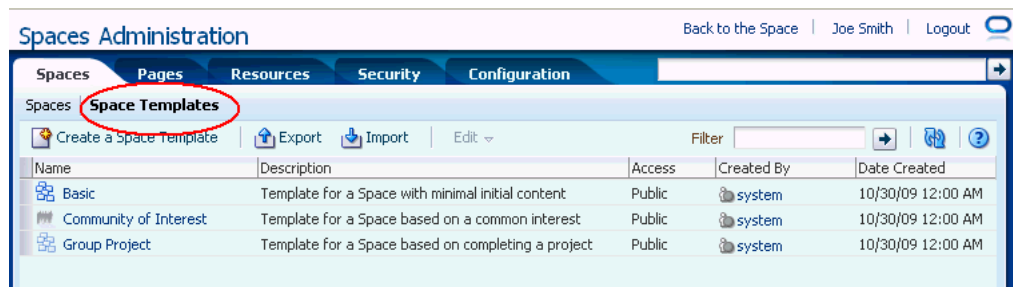 Spaces Administration Back to the Space | Joe Smith | Logout
Spaces Pages Resources Security Configuration
Spaces Space Templates
Create a Space Template Export Import Edit Filter
Name Description Access Created By Date Created
Basic Template for a Space with minimal initial content Public system 10/30/09 12:00 AM
Community of Interest Template for a Space based on a common interest Public system 10/30/09 12:00 AM
Group Project Template for a Space based on completing a project Public system 10/30/09 12:00 AM